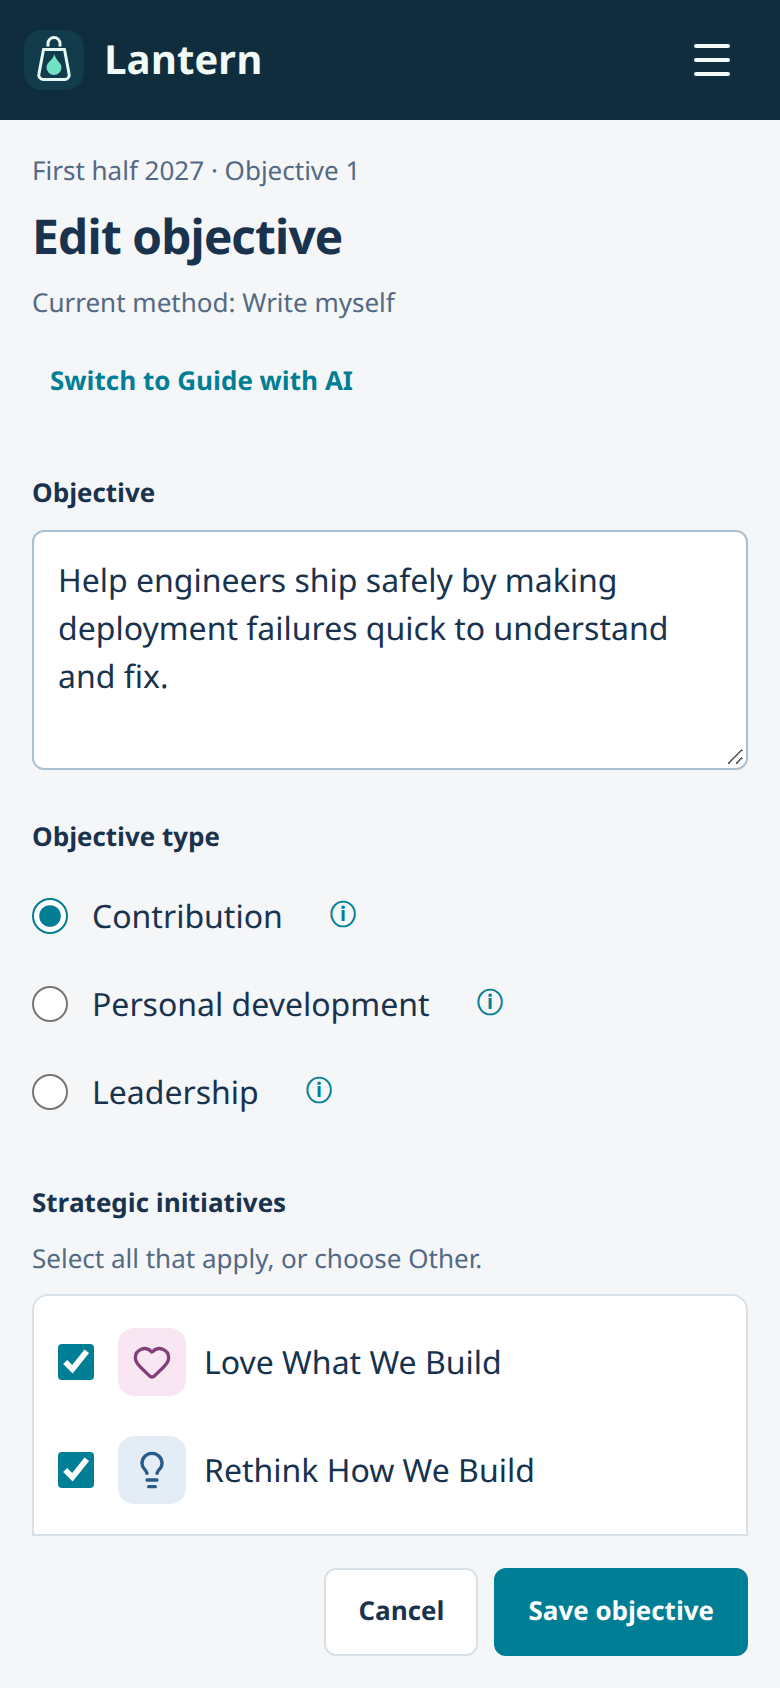 Lantern
First half 2027 · Objective 1
Edit objective
Current method: Write myself
Switch to Guide with AI
Objective
Help engineers ship safely by making
deployment failures quick to understand
and fix.
Objective type
Contribution
Personal development
Leadership
Strategic initiatives
Select all that apply, or choose Other.
Love What We Build
Rethink How We Build
Cancel
Save objective